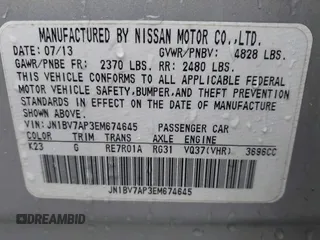 MANUFACTURED BY NISSAN MOTOR CO.,LTD.
DATE: 07/13 GVWR/PNBV: 4828 LBS.
GAWR/PNBE FR: 2370 LBS. RR: 2480 LBS.
THIS VEHICLE CONFORMS TO ALL APPLICABLE FEDERAL
MOTOR VEHICLE SAFETY, BUMPER, AND THEFT PREVENTION
STANDARDS IN EFFECT ON THE DATE OF MANUFACTURE
SHOWN ABOVE.
VIN: JN1BV7AP3EM674645 PASSENGER CAR
COLOR TRIM TRANS AXLE ENGINE
K23 G RE7R01A RG31 VQ37(VHR) 3696CC
JN1BV7AP3EM674645
AUTOBIDMASTER